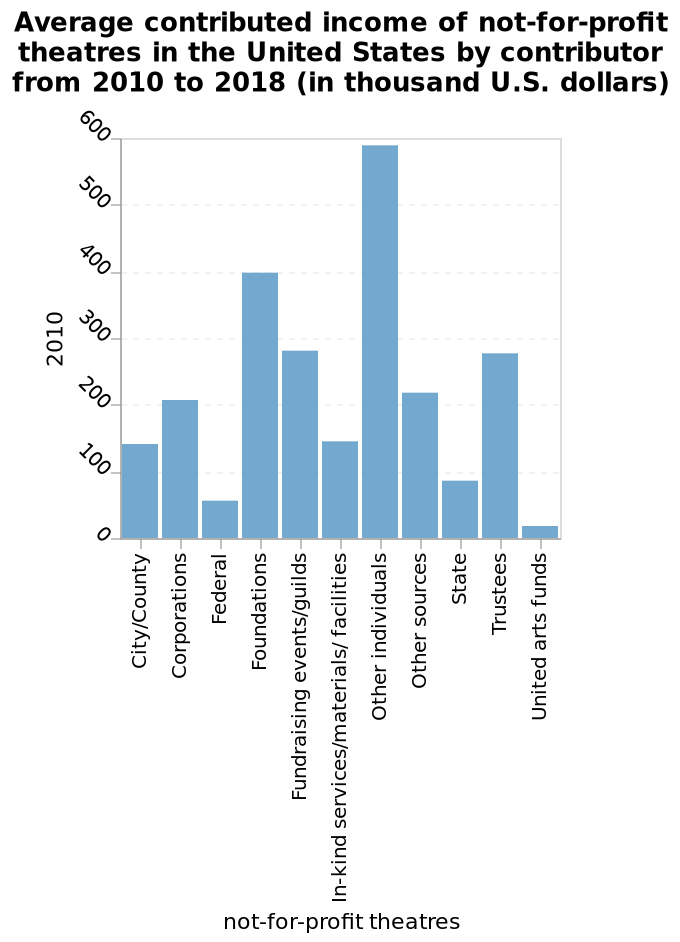 Average contributed income of not-for-profit
theatres in the United States by contributor
from 2010 to 2018 (in thousand U.S. dollars)
600
500
400
300
200
100
0
2010
City/County
Corporations
Federal
Foundations
Fundraising events/guilds
In-kind services/materials/ facilities
Other individuals
Other sources
State
Trustees
United arts funds
not-for-profit theatres